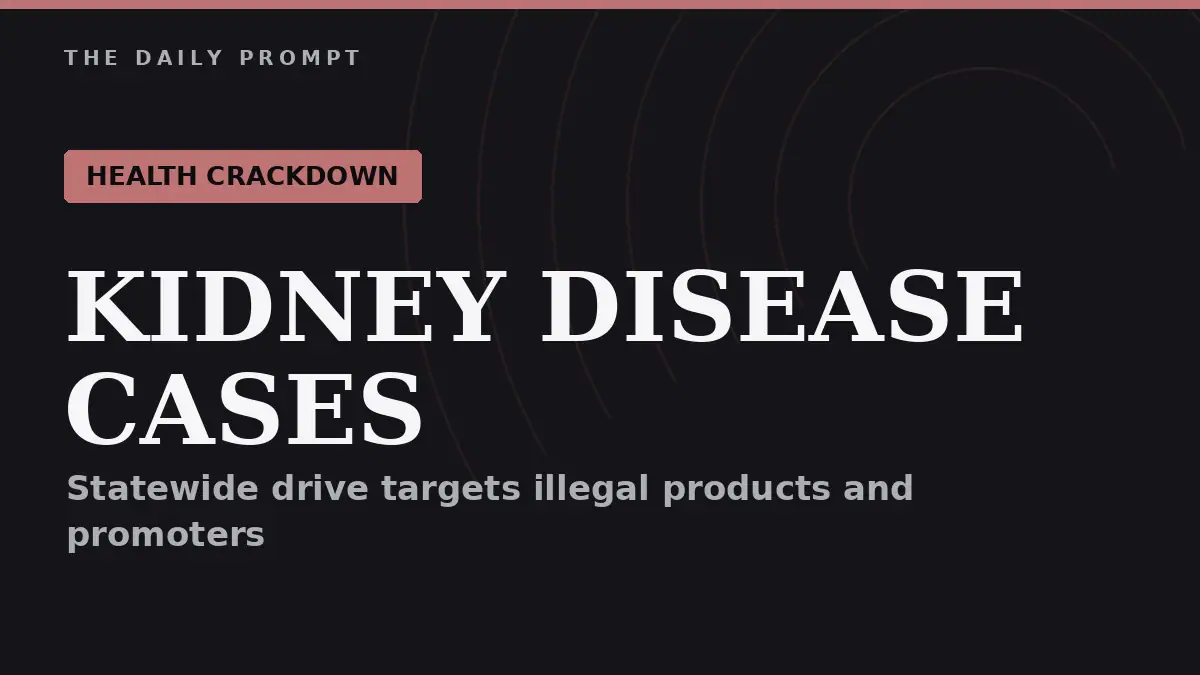 THE DAILY PROMPT
HEALTH CRACKDOWN
KIDNEY DISEASE
CASES
Statewide drive targets illegal products and
promoters